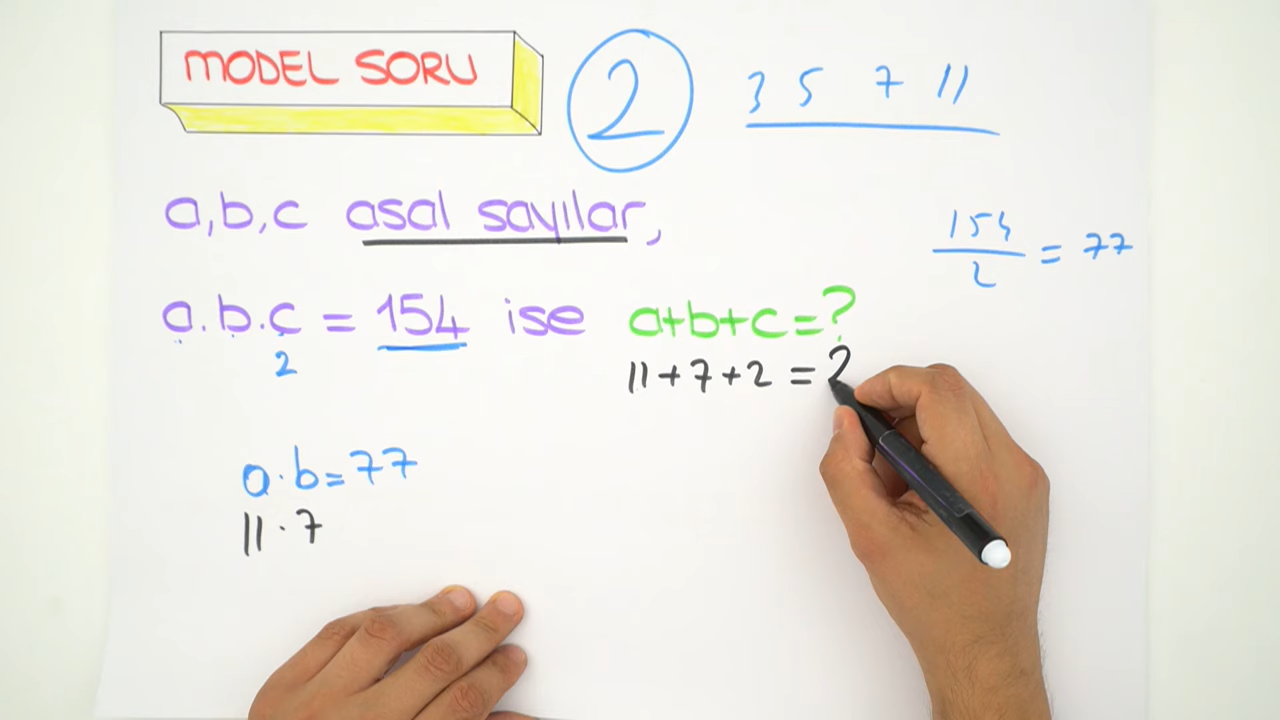 MODEL SORU
2
3 5 7 11
a,b,c asal sayılar,
154
2
= 77
a.b.c = 154 ise a+b+c=?
2
11+7+2 = 2
a.b=77
11.7